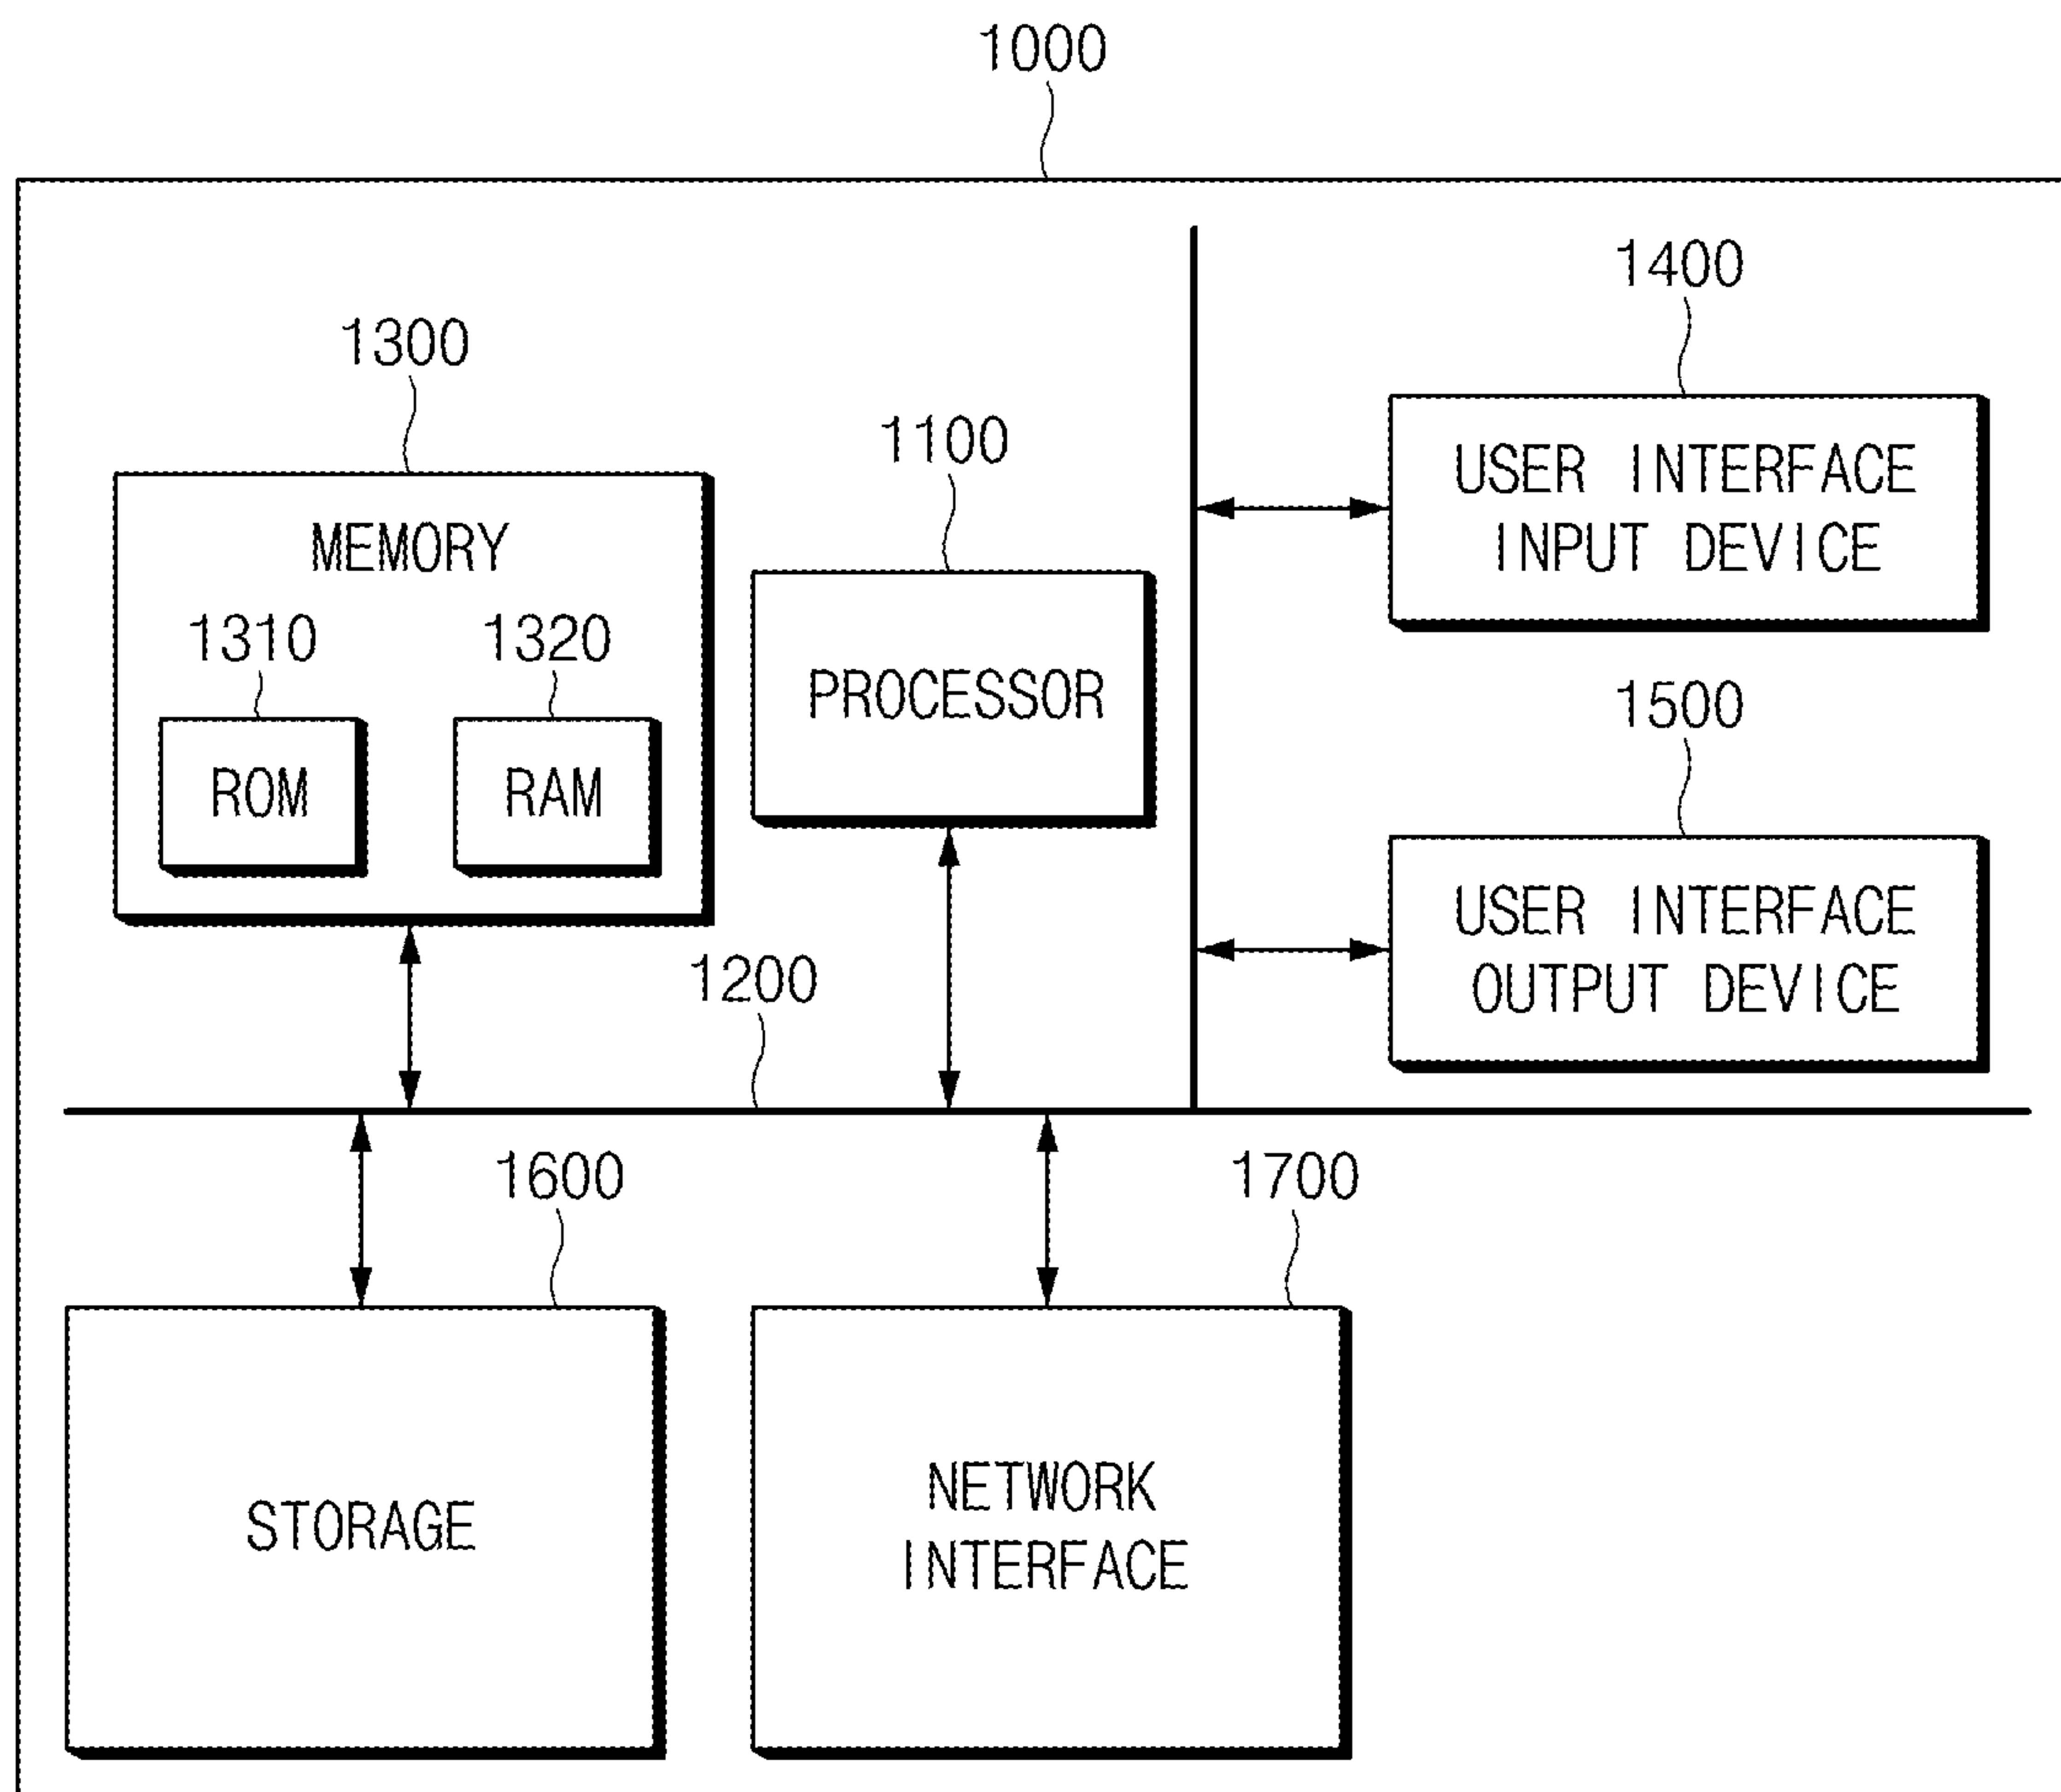 1000
1300
MEMORY
1310
1320
ROM
RAM
1100
PROCESSOR
1400
USER INTERFACE
INPUT DEVICE
1500
USER INTERFACE
OUTPUT DEVICE
1200
1600
STORAGE
1700
NETWORK
INTERFACE